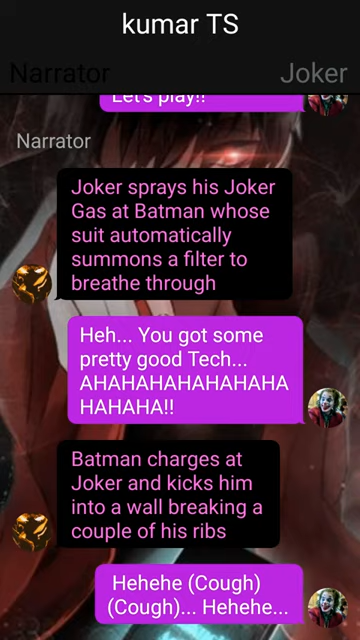 kumar TS
Narrator
Joker
Let's play!!
Narrator
Joker sprays his Joker
Gas at Batman whose
suit automatically
summons a filter to
breathe through
Heh... You got some
pretty good Tech...
AHAHAHAHAHAHAHA
HAHAHA!!
Batman charges at
Joker and kicks him
into a wall breaking a
couple of his ribs
Hehehe (Cough)
(Cough)... Hehehe...